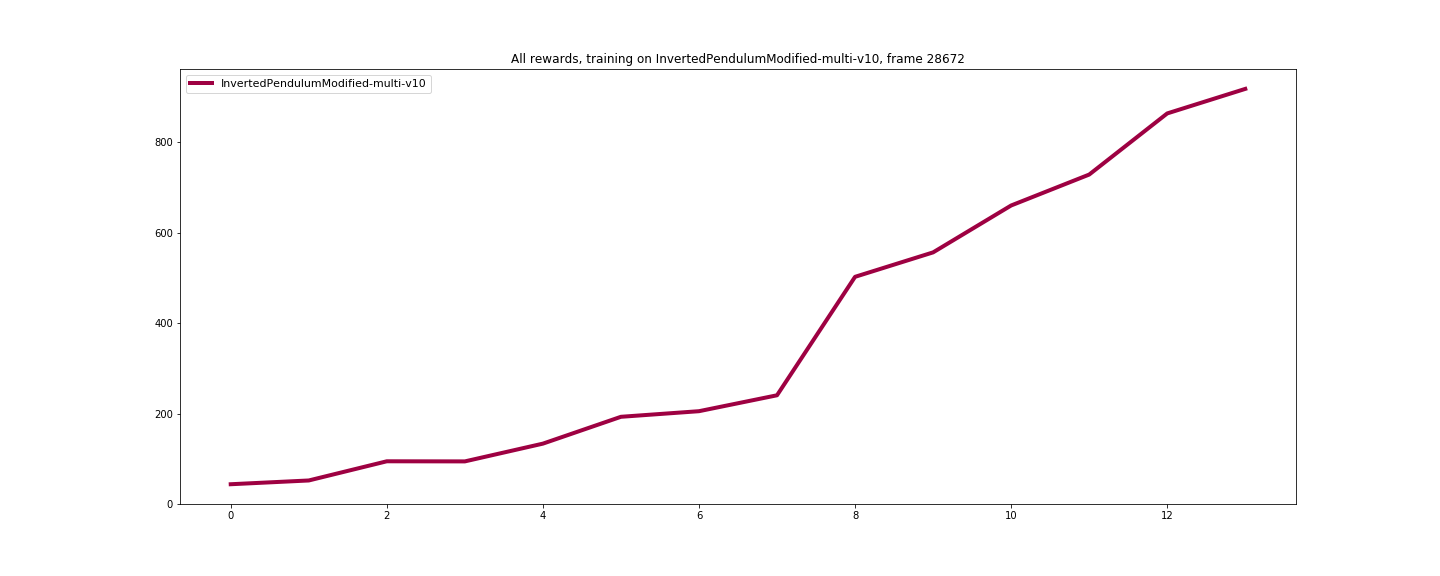 All rewards, training on InvertedPendulumModified-multi-v10, frame 28672
InvertedPendulumModified-multi-v10
800
600
400
200
0
0 2 4 6 8 10 12